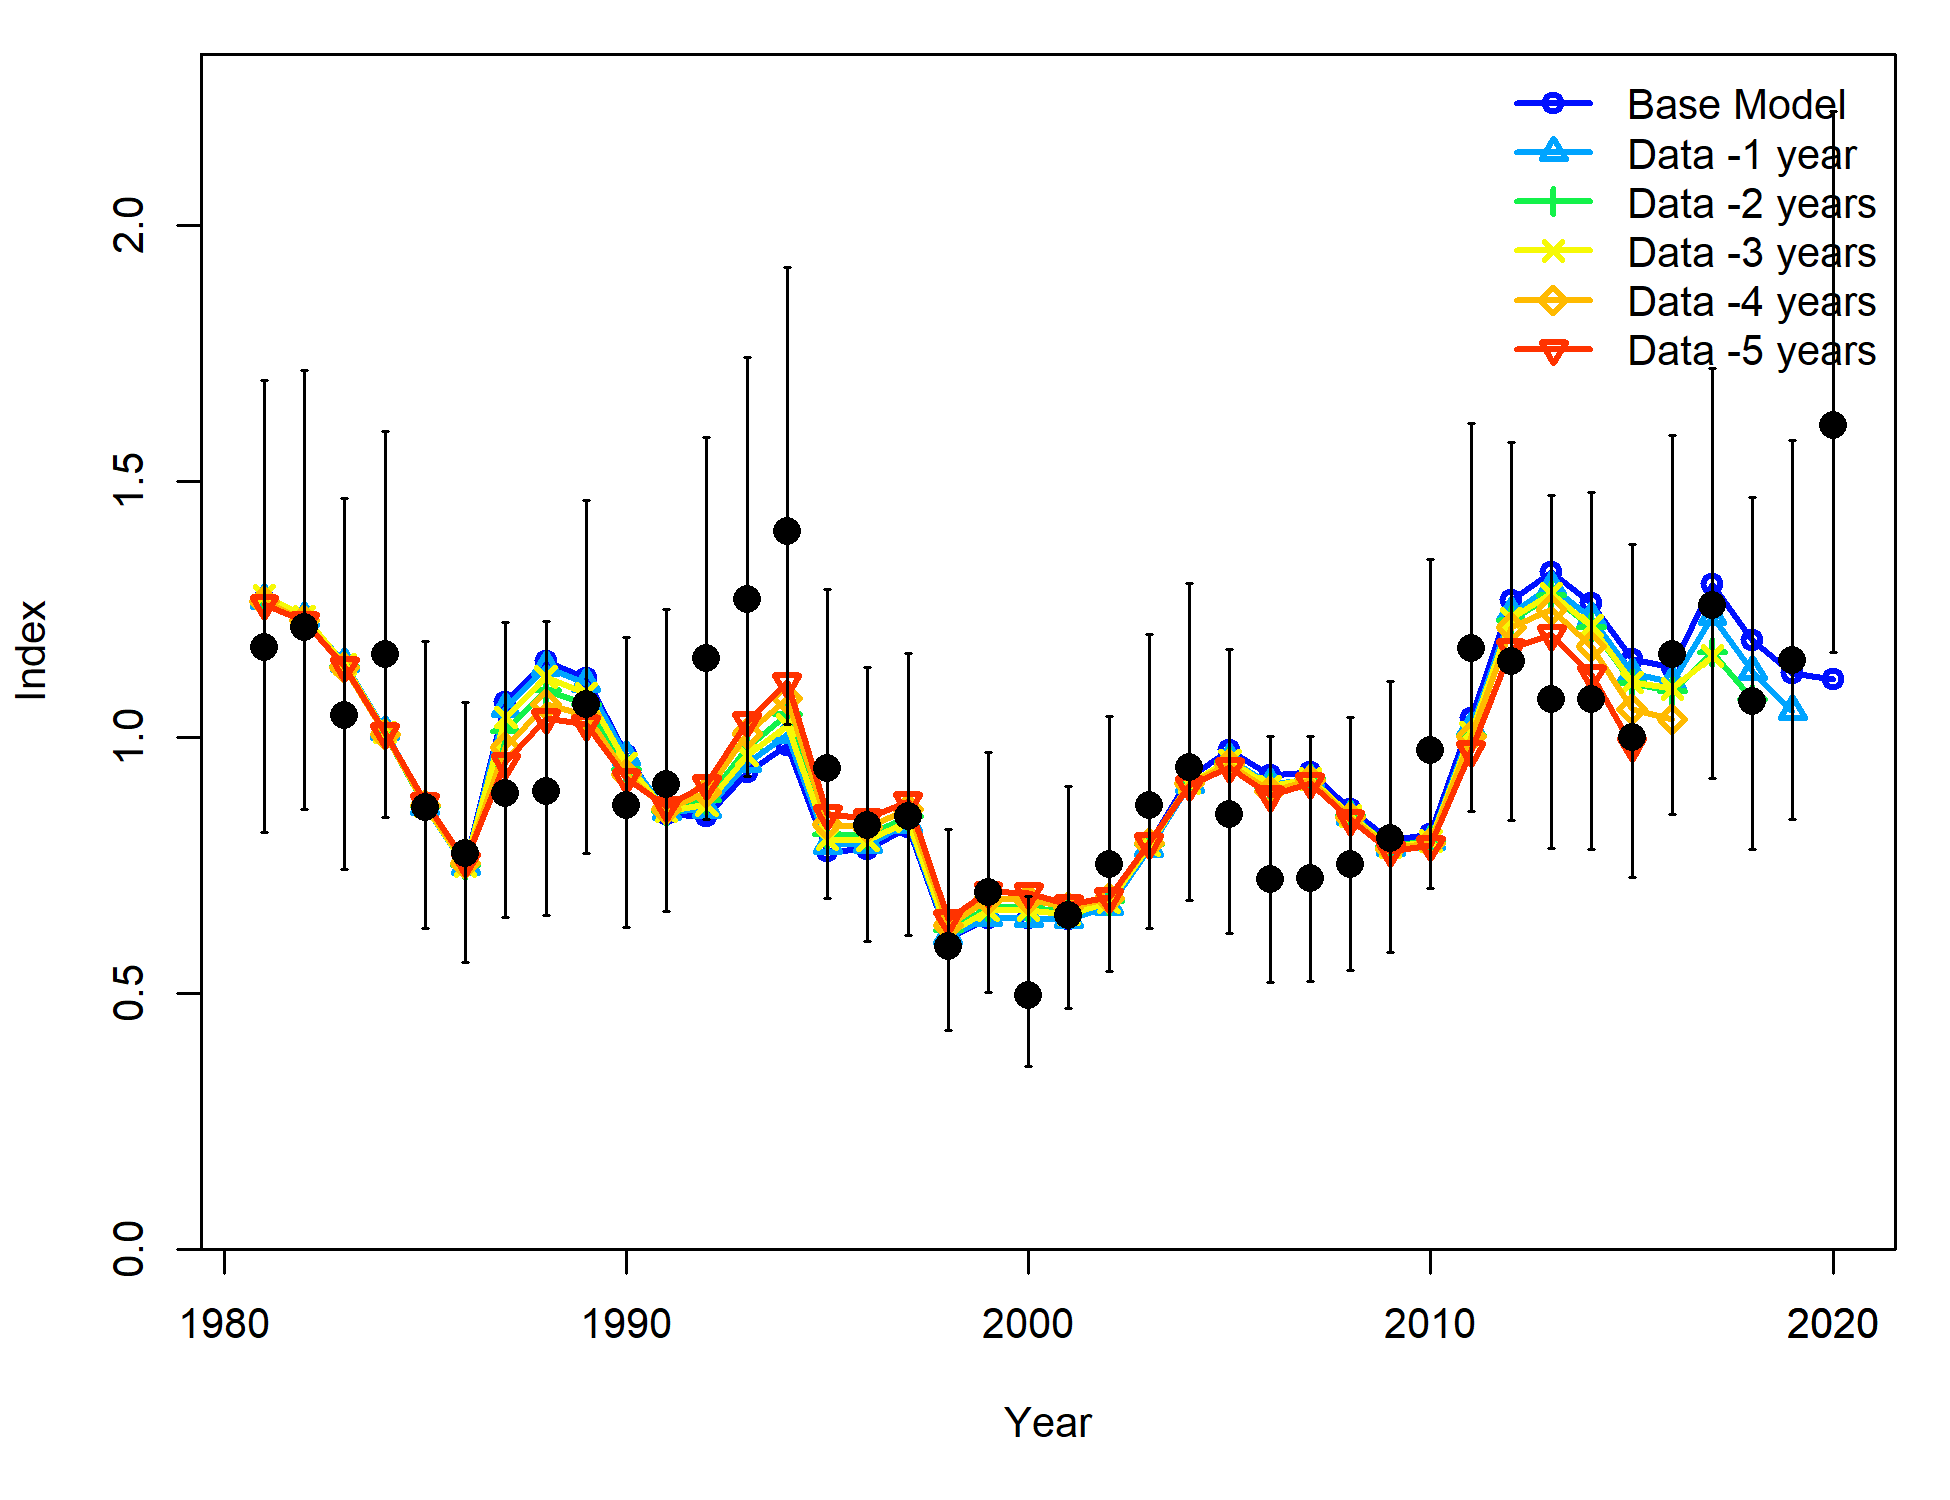 Base Model
Data -1 year
Data -2 years
Data -3 years
Data -4 years
Data -5 years
Index
2.0
1.5
1.0
0.5
0.0
1980 1990 2000 2010 2020
Year